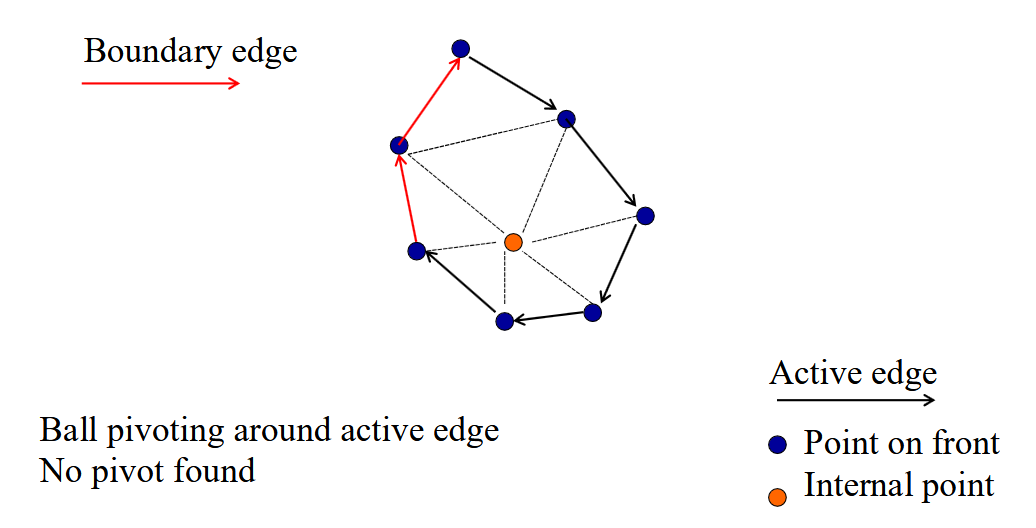 Boundary edge
Active edge
Ball pivoting around active edge
No pivot found
Point on front
Internal point